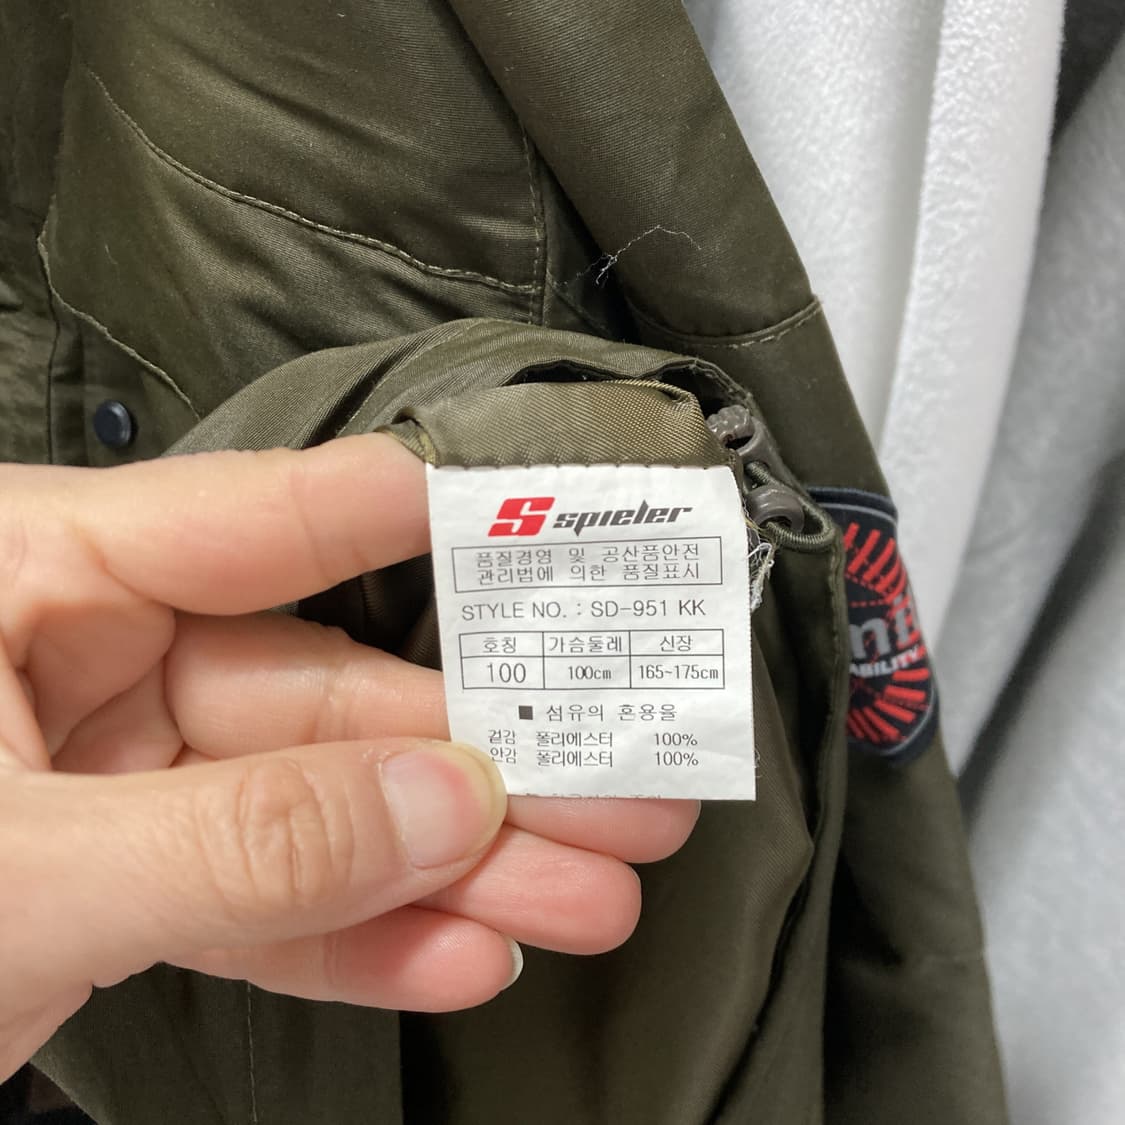 S spieler
품질경영 및 공산품안전
관리법에 의한 품질표시
STYLE NO. : SD-951 KK
호칭 가슴둘레 신장
100 100cm 165~175cm
■ 섬유의 혼용율
겉감 폴리에스터 100%
안감 폴리에스터 100%
ABILITY